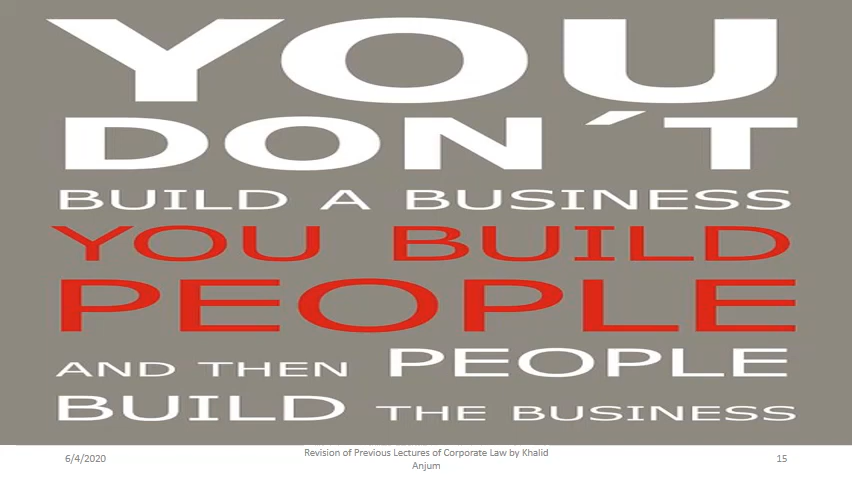 YOU
DON´T
BUILD A BUSINESS
YOU BUILD
PEOPLE
AND THEN PEOPLE
BUILD THE BUSINESS
6/4/2020
Revision of Previous Lectures of Corporate Law by Khalid
Anjum
15